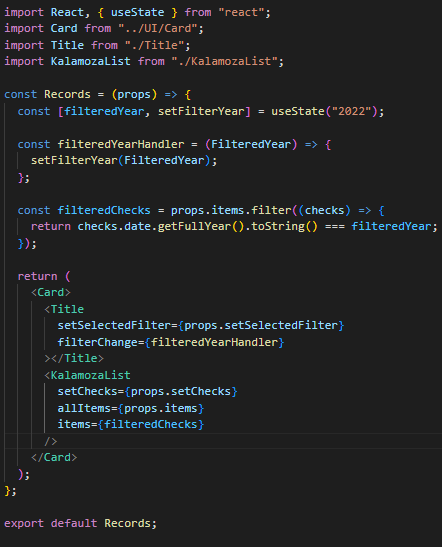 import React, { useState } from "react";
import Card from "../UI/Card";
import Title from "./Title";
import KalamozaList from "./KalamozaList";

const Records = (props) => {
  const [filteredYear, setFilterYear] = useState("2022");

  const filteredYearHandler = (FilteredYear) => {
    setFilterYear(FilteredYear);
  };

  const filteredChecks = props.items.filter((checks) => {
    return checks.date.getFullYear().toString() === filteredYear;
  });

  return (
    <Card>
      <Title
        setSelectedFilter={props.setSelectedFilter}
        filterChange={filteredYearHandler}
      ></Title>
      <KalamozaList
        setChecks={props.setChecks}
        allItems={props.items}
        items={filteredChecks}
      />
    </Card>
  );
};

export default Records;